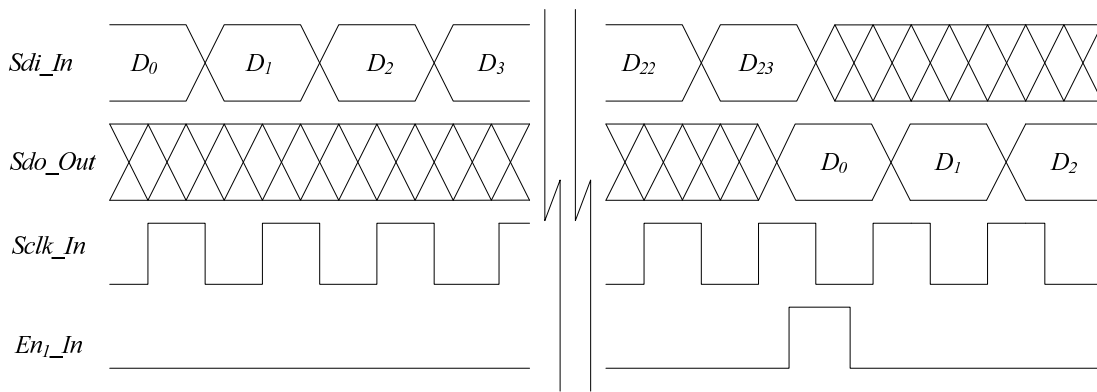 Sdi_In D₀ D₁ D₂ D₃ D₂₂ D₂₃
Sdo_Out D₀ D₁ D₂
Sclk_In
En₁_In